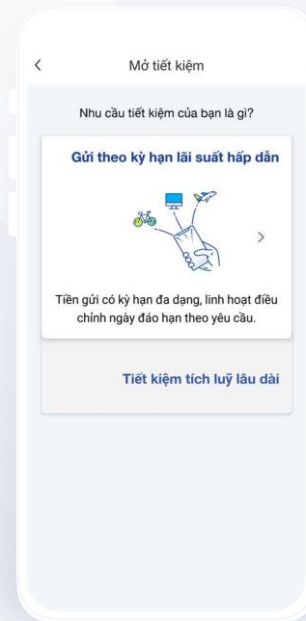 Mở tiết kiệm
Nhu cầu tiết kiệm của bạn là gì?
Gửi theo kỳ hạn lãi suất hấp dẫn
Tiền gửi có kỳ hạn đa dạng, linh hoạt điều
chỉnh ngày đáo hạn theo yêu cầu.
Tiết kiệm tích luỹ lâu dài